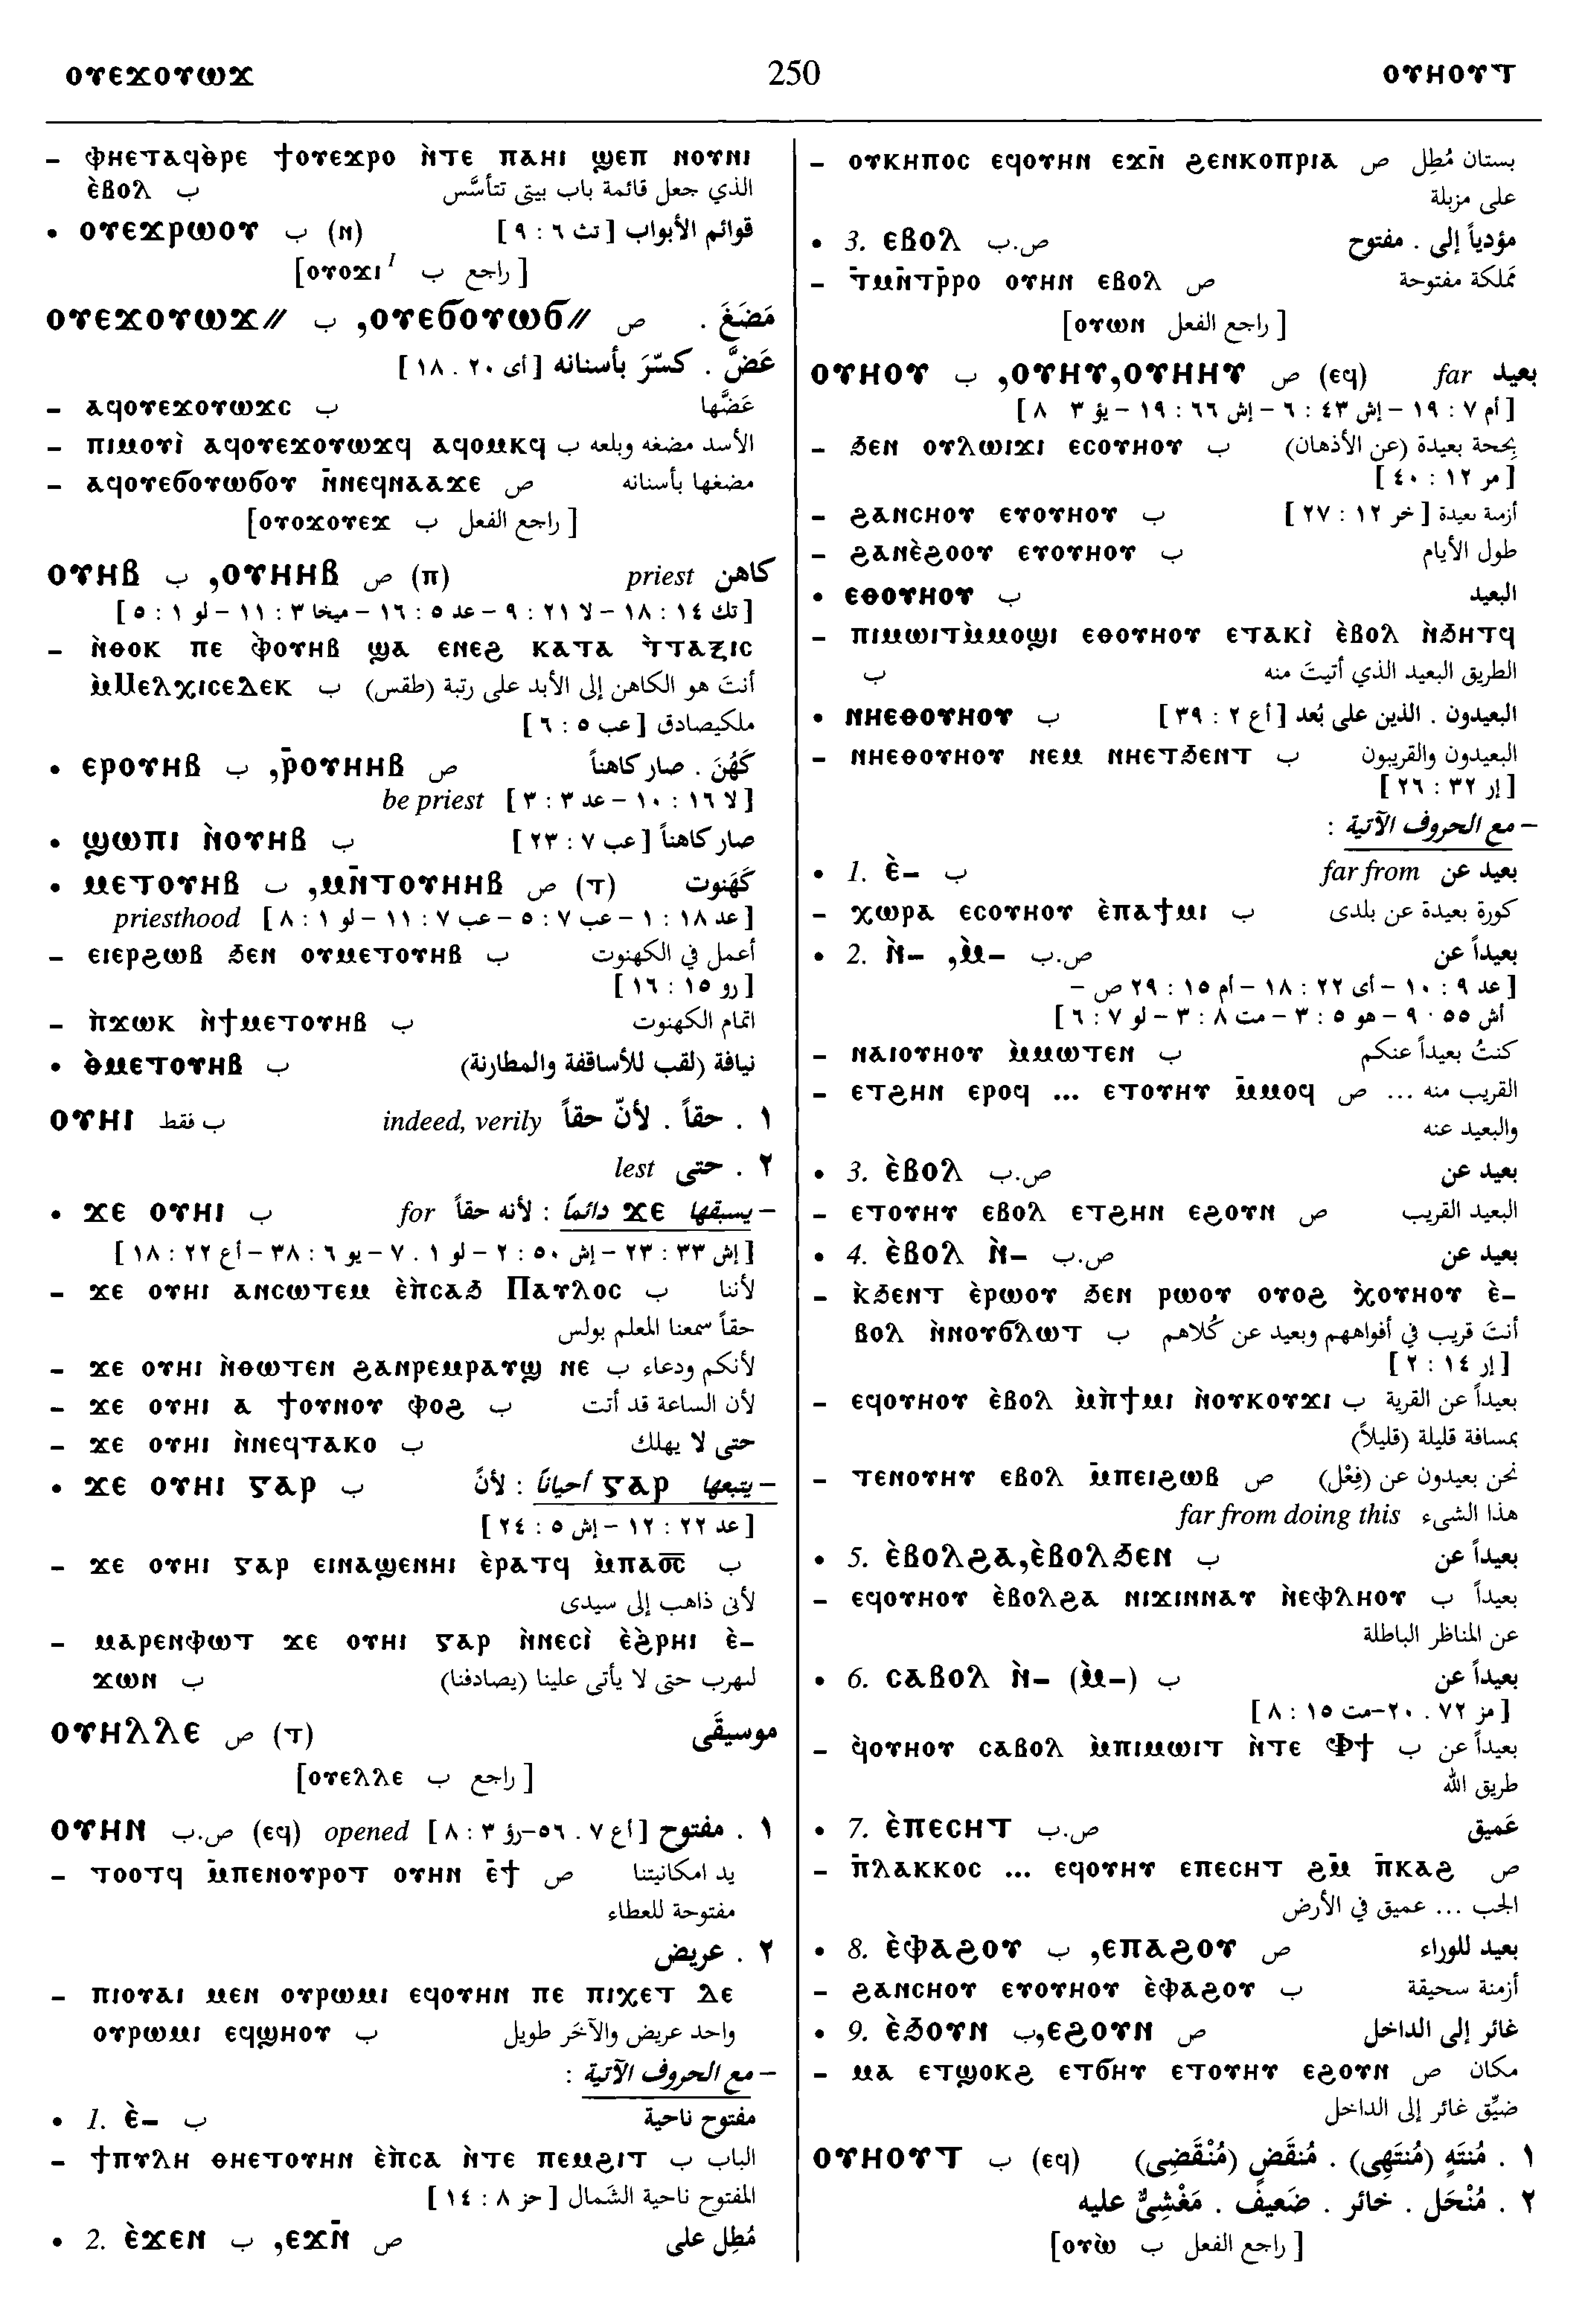 ⲟⲩⲉϫⲟⲩⲱϫ 250 ⲟⲩⲏⲟⲩⲧ
– ⲫⲏⲉⲧⲁϥⲑ̀ⲣⲉ ϯⲟⲩⲉϫⲣⲟ ⲛ̀ⲧⲉ ⲡⲁⲏⲓ ϣⲉⲡ ⲛⲟⲩⲛⲓ
ⲉ̀ⲃⲟⲗ ب الذي جعل قائمة باب بيتى تتأسَّس
• ⲟⲩⲉϫⲣⲱⲟⲩ ب (ⲛ) قوائم الأبواب [ تث ٦ : ٩ ]
[ راجع ب ⲟⲩⲟϫⲓ¹]
ⲟⲩⲉϫⲟⲩⲱϫ// ب ,ⲟⲩⲉϭⲟⲩⲱϭ// ص مَضَغَ .
عَضَّ . كسّرَ بأسنانه [ أى ٢٠ . ١٨ ]
– ⲁϥⲟⲩⲉϫⲟⲩⲱϫⲥ ب عَضَّها
– ⲡⲓⲙⲟⲩⲓ̀ ⲁϥⲟⲩⲉϫⲟⲩⲱϫϥ ⲁϥⲟⲙⲕϥ ب الأسد مضغه وبلعه
– ⲁϥⲟⲩⲉϭⲟⲩⲱϭⲟⲩ ⲛ̄ⲛⲉϥⲛⲁⲁϫⲉ ص مضغها بأسنانه
[ راجع الفعل ب ⲟⲩⲟϫⲟⲩⲉϫ]
ⲟⲩⲏⲃ ب ,ⲟⲩⲏⲏⲃ ص (ⲡ) priest كاهن
[ تك ١٤ : ١٨ – لا ٢١ : ٩ – عد ٥ : ١٦ – ميخا ٣ : ١١ – لو ١ : ٥ ]
– ⲛ̀ⲑⲟⲕ ⲡⲉ ⲫ̀ⲟⲩⲏⲃ ϣⲁ ⲉⲛⲉϩ ⲕⲁⲧⲁ ⲧ̀ⲧⲁⲝⲓⲥ
ⲙ̀Ⲙⲉⲗⲭⲓⲥⲉⲇⲉⲕ ب أنتَ هو الكاهن إلى الأبد على رتبة (طقس)
ملكيصادق [ عب ٥ : ٦ ]
• ⲉⲣⲟⲩⲏⲃ ب ,ⲣ̄ⲟⲩⲏⲏⲃ ص كَهُنَ . صار كاهناً
be priest [ لا ١٦ : ١٠ – عد ٣ : ٣ ]
• ϣⲱⲡⲓ ⲛ̀ⲟⲩⲏⲃ ب صار كاهناً [ عب ٧ : ٢٣ ]
• ⲙⲉⲧⲟⲩⲏⲃ ب ,ⲙⲛ̄ⲧⲟⲩⲏⲏⲃ ص (ⲧ) كَهَنوت
priesthood [ عد ١٨ : ١ – عب ٧ : ٥ – عب ٧ : ١١ – لو ١ : ٨ ]
– ⲉⲓⲉⲣϩⲱⲃ ϧⲉⲛ ⲟⲩⲙⲉⲧⲟⲩⲏⲃ ب أعمل في الكهنوت
[ رو ١٥ : ١٦ ]
– ⲡ̀ϫⲱⲕ ⲛ̀ϯⲙⲉⲧⲟⲩⲏⲃ ب اتمام الكهنوت
• ⲑ̀ⲙⲉⲧⲟⲩⲏⲃ ب نيافة (لقب للأساقفة والمطارنة)
ⲟⲩⲏⲓ ب فقط indeed, verily ١ . حقاً . لأنّ حقاً
lest ٢ . حتى
• ϫⲉ ⲟⲩⲏⲓ ب for – يسبقها ϫⲉ دائماً : لأنه حقاً
[ إش ٣٣ : ٢٣ – إش ٥٠ : ٢ – لو ١ . ٧ – يو ٦ : ٣٨ – أع ٢٢ : ١٨ ]
– ϫⲉ ⲟⲩⲏⲓ ⲁⲛⲥⲱⲧⲉⲙ ⲉ̀ⲡ̀ⲥⲁϧ Ⲡⲁⲩⲗⲟⲥ ب لأننا
حقاً سمعنا المعلم بولس
– ϫⲉ ⲟⲩⲏⲓ ⲛ̀ⲑⲱⲧⲉⲛ ϩⲁⲛⲣⲉⲙⲣⲁⲩϣ ⲛⲉ ب لأنكم ودعاء
– ϫⲉ ⲟⲩⲏⲓ ⲁ ϯⲟⲩⲛⲟⲩ ⲫⲟϩ ب لأن الساعة قد أتت
– ϫⲉ ⲟⲩⲏⲓ ⲛ̀ⲛⲉϥⲧⲁⲕⲟ ب حتى لا يهلك
• ϫⲉ ⲟⲩⲏⲓ ⲅⲁⲣ ب – يتبعها ⲅⲁⲣ أحياناً : لأنّ
[ عد ٢٢ : ١٢ – إش ٥ : ٢٤ ]
– ϫⲉ ⲟⲩⲏⲓ ⲅⲁⲣ ⲉⲓⲛⲁϣⲉⲛⲏⲓ ⲉ̀ⲣⲁⲧϥ ⲙ̀ⲡⲁⲟ̅ⲥ̅ ب
لأنى ذاهب إلى سيدى
– ⲙⲁⲣⲉⲛⲫⲱⲧ ϫⲉ ⲟⲩⲏⲓ ⲅⲁⲣ ⲛ̀ⲛⲉⲥⲓ̀ ⲉ̀ϩ̀ⲣⲏⲓ ⲉ̀–
ϫⲱⲛ ب لنهرب حتى لا يأتى علينا (يصادفنا)
ⲟⲩⲏⲗⲗⲉ ص (ⲧ) موسيقَى
[ راجع ب ⲟⲩⲉⲗⲗⲉ]
ⲟⲩⲏⲛ ص.ب (ⲉϥ) opened [ أع ٧ . ٥٦–رؤ ٣ : ٨ ] ١ . مفتوح
– ⲧⲟⲟⲧϥ ⲙ̄ⲡⲉⲛⲟⲩⲣⲟⲧ ⲟⲩⲏⲛ ⲉ̄ϯ ص يد امكانيتنا
مفتوحة للعطاء
٢ . عريض
– ⲡⲓⲟⲩⲁⲓ ⲙⲉⲛ ⲟⲩⲣⲱⲙⲓ ⲉϥⲟⲩⲏⲛ ⲡⲉ ⲡⲓⲭⲉⲧ ⲇⲉ
ⲟⲩⲣⲱⲙⲓ ⲉϥϣⲏⲟⲩ ب واحد عريض والآخَر طويل
– مع الحروف الآتية :
• 1. ⲉ̀– ب مفتوح ناحية
– ϯⲡⲩⲗⲏ ⲑⲏⲉⲧⲟⲩⲏⲛ ⲉ̀ⲡ̀ⲥⲁ ⲛ̀ⲧⲉ ⲡⲉⲙϩⲓⲧ ب الباب
المفتوح ناحية الشمال [ حز ٨ : ١٤ ]
• 2. ⲉ̀ϫⲉⲛ ب ,ⲉϫⲛ̄ ص مُطِل على
– ⲟⲩⲕⲏⲡⲟⲥ ⲉϥⲟⲩⲏⲛ ⲉϫⲛ̄ ϩⲉⲛⲕⲟⲡⲣⲓⲁ ص بستان مُطِل
على مزبلة
• 3. ⲉⲃⲟⲗ ص.ب مؤدياً إلى . مفتوح
– ⲧ̄ⲙⲛ̄ⲧⲣ̄ⲣⲟ ⲟⲩⲏⲛ ⲉⲃⲟⲗ ص مَملكة مفتوحة
[ راجع الفعل ⲟⲩⲱⲛ]
ⲟⲩⲏⲟⲩ ب ,ⲟⲩⲏⲩ,ⲟⲩⲏⲏⲩ ص (ⲉϥ) far بعيد
[ أم ٧ : ١٩ – إش ٤٣ : ٦ – إش ٦٦ : ١٩ – يؤ ٣ ٨ ]
– ϧⲉⲛ ⲟⲩⲗⲱⲓϫⲓ ⲉⲥⲟⲩⲏⲟⲩ ب بحجة بعيدة (عن الأذهان)
[ مر ١٢ : ٤٠ ]
– ϩⲁⲛⲥⲏⲟⲩ ⲉⲩⲟⲩⲏⲟⲩ ب أزمنة بعيدة [ خر ١٢ : ٢٧ ]
– ϩⲁⲛⲉ̀ϩⲟⲟⲩ ⲉⲩⲟⲩⲏⲟⲩ ب طول الأيام
• ⲉⲑⲟⲩⲏⲟⲩ ب البعيد
– ⲡⲓⲙⲱⲓⲧⲙ̀ⲙⲟϣⲓ ⲉⲑⲟⲩⲏⲟⲩ ⲉⲧⲁⲕⲓ̀ ⲉ̀ⲃⲟⲗ ⲛ̀ϧⲏⲧϥ
ب الطريق البعيد الذي أتيتَ منه
• ⲛⲏⲉⲑⲟⲩⲏⲟⲩ ب البعيدون . الذين على بُعد [ أع ٢ : ٣٩ ]
– ⲛⲏⲉⲑⲟⲩⲏⲟⲩ ⲛⲉⲙ ⲛⲏⲉⲧϧⲉⲛⲧ ب البعيدون والقريبون
[ إر ٣٢ : ٢٦ ]
– مع الحروف الآتية :
• 1. ⲉ̀– ب far from بعيد عن
– ⲭⲱⲣⲁ ⲉⲥⲟⲩⲏⲟⲩ ⲉ̀ⲡⲁϯⲙⲓ ب كورة بعيدة عن بلدى
• 2. ⲛ̀– ,ⲙ̀– ص.ب بعيداً عن
[ عد ٩ : ١٠ – أى ٢٢ : ١٨ – أم ١٥ : ٢٩ ص –
أش ٥٥ ٠ ٩ – هو ٥ : ٣ – مت ٨ : ٣ – لو ٧ : ٦ ]
– ⲛⲁⲓⲟⲩⲏⲟⲩ ⲙ̀ⲙⲱⲧⲉⲛ ب كنتُ بعيداً عنكم
– ⲉⲧϩⲏⲛ ⲉⲣⲟϥ ... ⲉⲧⲟⲩⲏⲩ ⲙ̄ⲙⲟϥ ص القريب منه ...
والبعيد عنه
• 3. ⲉ̀ⲃⲟⲗ ص.ب بعيد عن
– ⲉⲧⲟⲩⲏⲩ ⲉⲃⲟⲗ ⲉⲧϩⲏⲛ ⲉϩⲟⲩⲛ ص البعيد القريب
• 4. ⲉ̀ⲃⲟⲗ ⲛ̀– ص.ب بعيد عن
– ⲕ̀ϧⲉⲛⲧ ⲉ̀ⲣⲱⲟⲩ ϧⲉⲛ ⲣⲱⲟⲩ ⲟⲩⲟϩ ⲭ̀ⲟⲩⲏⲟⲩ ⲉ̀–
ⲃⲟⲗ ⲛ̀ⲛⲟⲩϭⲗⲱⲧ ب أنتَ قريب في أفواههم وبعيد عن كُلاهم
[ إر ١٤ : ٢ ]
– ⲉϥⲟⲩⲏⲟⲩ ⲉ̀ⲃⲟⲗ ⲙ̀ⲡ̀ϯⲙⲓ ⲛ̀ⲟⲩⲕⲟⲩϫⲓ ب بعيداً عن القرية
بمسافة قليلة (قليلاً)
– ⲧⲉⲛⲟⲩⲏⲩ ⲉⲃⲟⲗ ⲙ̄ⲡⲉⲓϩⲱⲃ ص نحن بعيدون عن (فِعْل)
far from doing this هذا الشىء
• 5. ⲉ̀ⲃⲟⲗϩⲁ,ⲉ̀ⲃⲟⲗϧⲉⲛ ب بعيداً عن
– ⲉϥⲟⲩⲏⲟⲩ ⲉ̀ⲃⲟⲗϩⲁ ⲛⲓϫⲓⲛⲛⲁⲩ ⲛ̀ⲉⲫⲗⲏⲟⲩ ب بعيداً
عن المناظر الباطلة
• 6. ⲥⲁⲃⲟⲗ ⲛ̀– (ⲙ̀–) ب بعيداً عن
[ مز ٧٢ . ٢٠–مت ١٥ : ٨ ]
– ϥ̀ⲟⲩⲏⲟⲩ ⲥⲁⲃⲟⲗ ⲙ̀ⲡⲓⲙⲱⲓⲧ ⲛ̀ⲧⲉ Ⲫϯ ب بعيداً عن
طريق الله
• 7. ⲉ̀ⲡⲉⲥⲏⲧ ص.ب عَميق
– ⲡ̄ⲗⲁⲕⲕⲟⲥ ... ⲉϥⲟⲩⲏⲩ ⲉⲡⲉⲥⲏⲧ ϩⲙ̄ ⲡ̄ⲕⲁϩ ص
الجب ... عميق في الأرض
• 8. ⲉ̀ⲫⲁϩⲟⲩ ب ,ⲉⲡⲁϩⲟⲩ ص بعيد للوراء
– ϩⲁⲛⲥⲏⲟⲩ ⲉⲩⲟⲩⲏⲟⲩ ⲉ̀ⲫⲁϩⲟⲩ ب أزمنة سحيقة
• 9. ⲉ̀ϧⲟⲩⲛ ب,ⲉϩⲟⲩⲛ ص غائر إلى الداخل
– ⲙⲁ ⲉⲧϣⲟⲕϩ ⲉⲧϭⲏⲩ ⲉⲧⲟⲩⲏⲩ ⲉϩⲟⲩⲛ ص مكان
ضيِّق غائر إلى الداخل
ⲟⲩⲏⲟⲩⲧ ب (ⲉϥ) ١ . مُنتَهٍ (مُنتَهِى) . مُنقَضٍ (مُنْقَضِى)
٢ . مُنْحَل . خائر . ضَعيف . مَغْشِىٌّ عليه
[ راجع الفعل ب ⲟⲩⲱ̀]